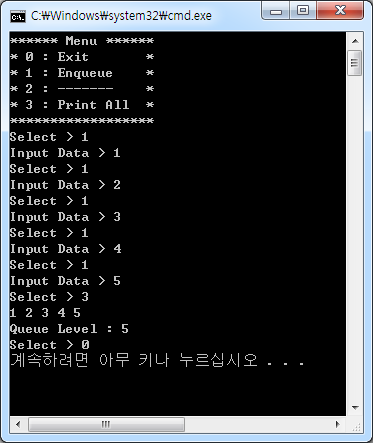 C:₩Windows₩system32₩cmd.exe
****** Menu ******
* 0 : Exit *
* 1 : Enqueue *
* 2 : ------- *
* 3 : Print All *
******************
Select > 1
Input Data > 1
Select > 1
Input Data > 2
Select > 1
Input Data > 3
Select > 1
Input Data > 4
Select > 1
Input Data > 5
Select > 3
1 2 3 4 5
Queue Level : 5
Select > 0
계속하려면 아무 키나 누르십시오 . . .